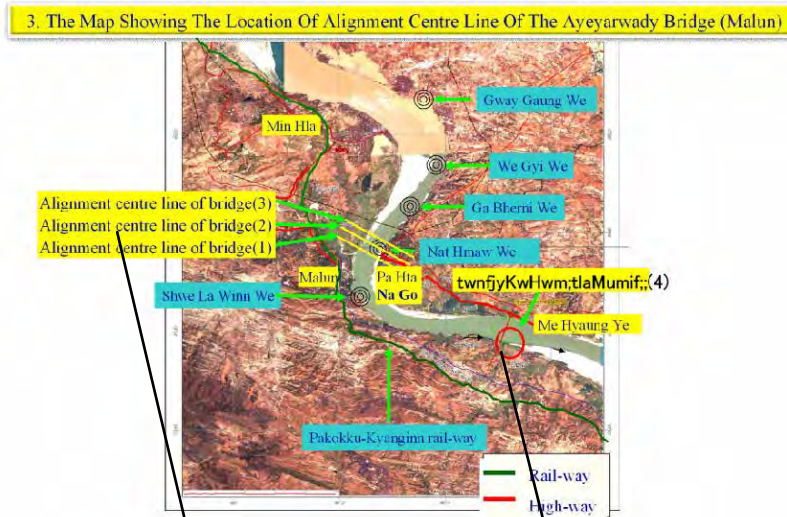 3. The Map Showing The Location Of Alignment Centre Line Of The Ayeyarwady Bridge (Malun)
Gway Gaung We
Min Hla
We Gyi We
Alignment centre line of bridge(3)
Ga Bherni We
Alignment centre line of bridge(2)
Alignment centre line of bridge(1)
Nat Hmaw We
Malun
Pa Hta
Na Go
twnfjyKwHwm;tlaMumif;;(4)
Shwe La Winn We
Me Hyaung Ye
Pakokku-Kyanginn rail-way
Rail-way
High-way